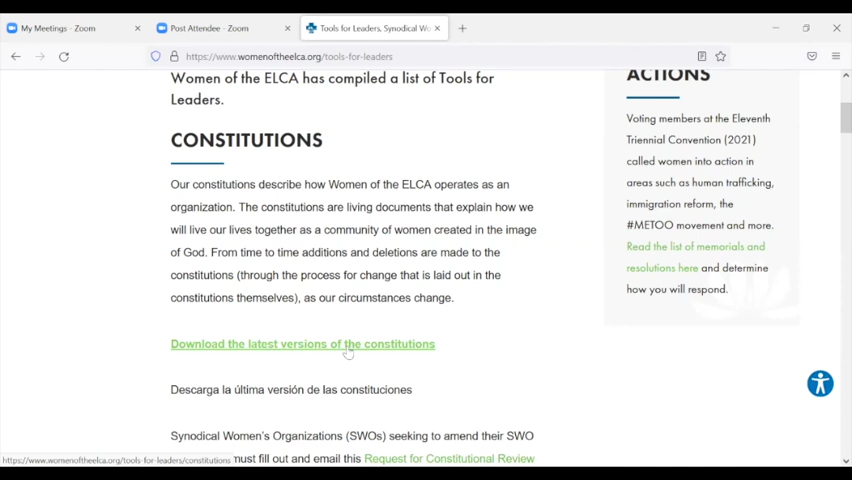 My Meetings - Zoom
Post Attendee - Zoom
Tools for Leaders, Synodical Wo
https://www.womenoftheelca.org/tools-for-leaders
Women of the ELCA has compiled a list of Tools for
Leaders.
CONSTITUTIONS
Our constitutions describe how Women of the ELCA operates as an
organization. The constitutions are living documents that explain how we
will live our lives together as a community of women created in the image
of God. From time to time additions and deletions are made to the
constitutions (through the process for change that is laid out in the
constitutions themselves), as our circumstances change.
Download the latest versions of the constitutions
Descarga la última versión de las constituciones
Synodical Women's Organizations (SWOs) seeking to amend their SWO
must fill out and email this Request for Constitutional Review
https://www.womenoftheelca.org/tools-for-leaders/constitutions
ACTIONS
Voting members at the Eleventh
Triennial Convention (2021)
called women into action in
areas such as human trafficking,
immigration reform, the
#METOO movement and more.
Read the list of memorials and
resolutions here and determine
how you will respond.